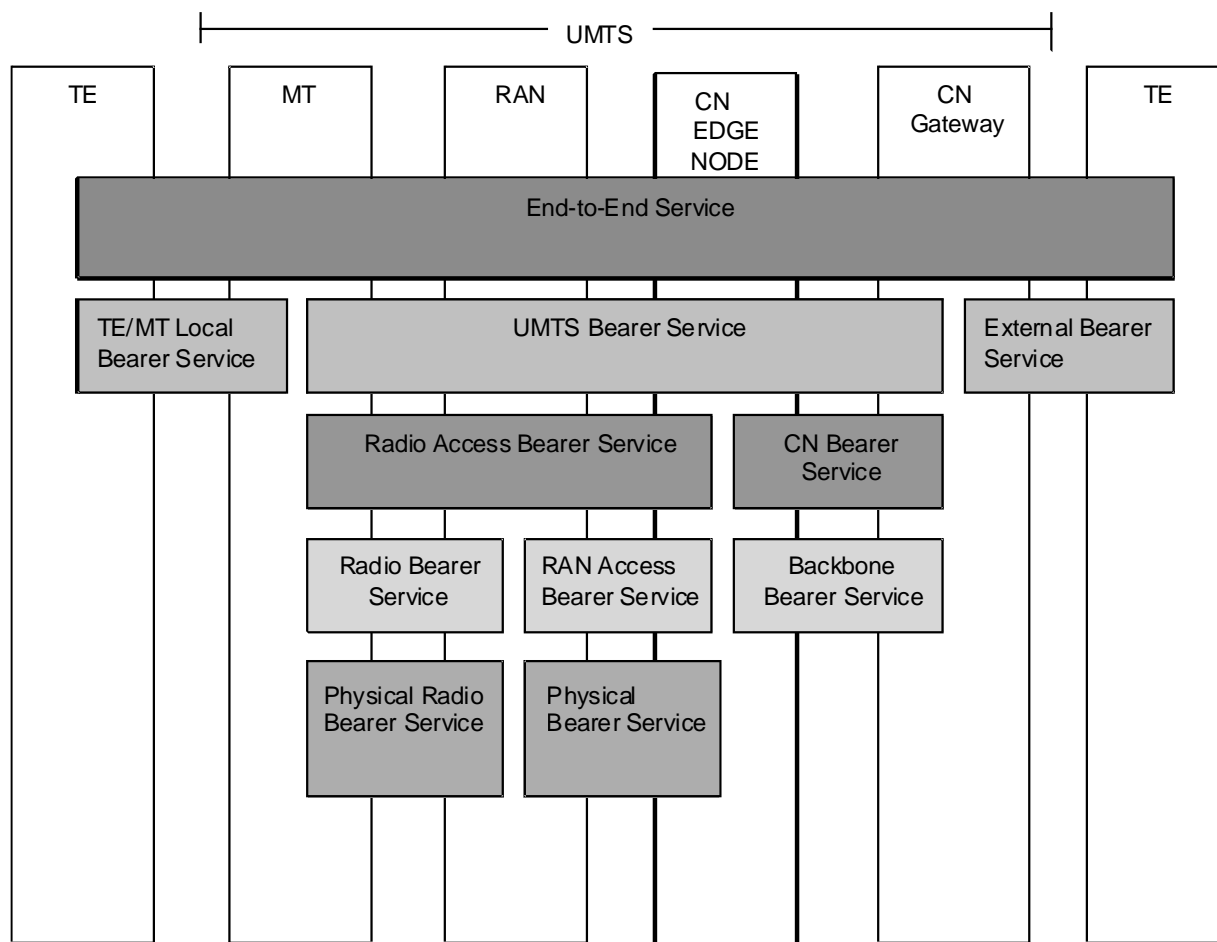 UMTS
TE
MT
RAN
CN
EDGE
NODE
CN
Gateway
TE
End-to-End Service
TE/MT Local
Bearer Service
UMTS Bearer Service
External Bearer
Service
Radio Access Bearer Service
CN Bearer
Service
Radio Bearer
Service
RAN Access
Bearer Service
Backbone
Bearer Service
Physical Radio
Bearer Service
Physical
Bearer Service